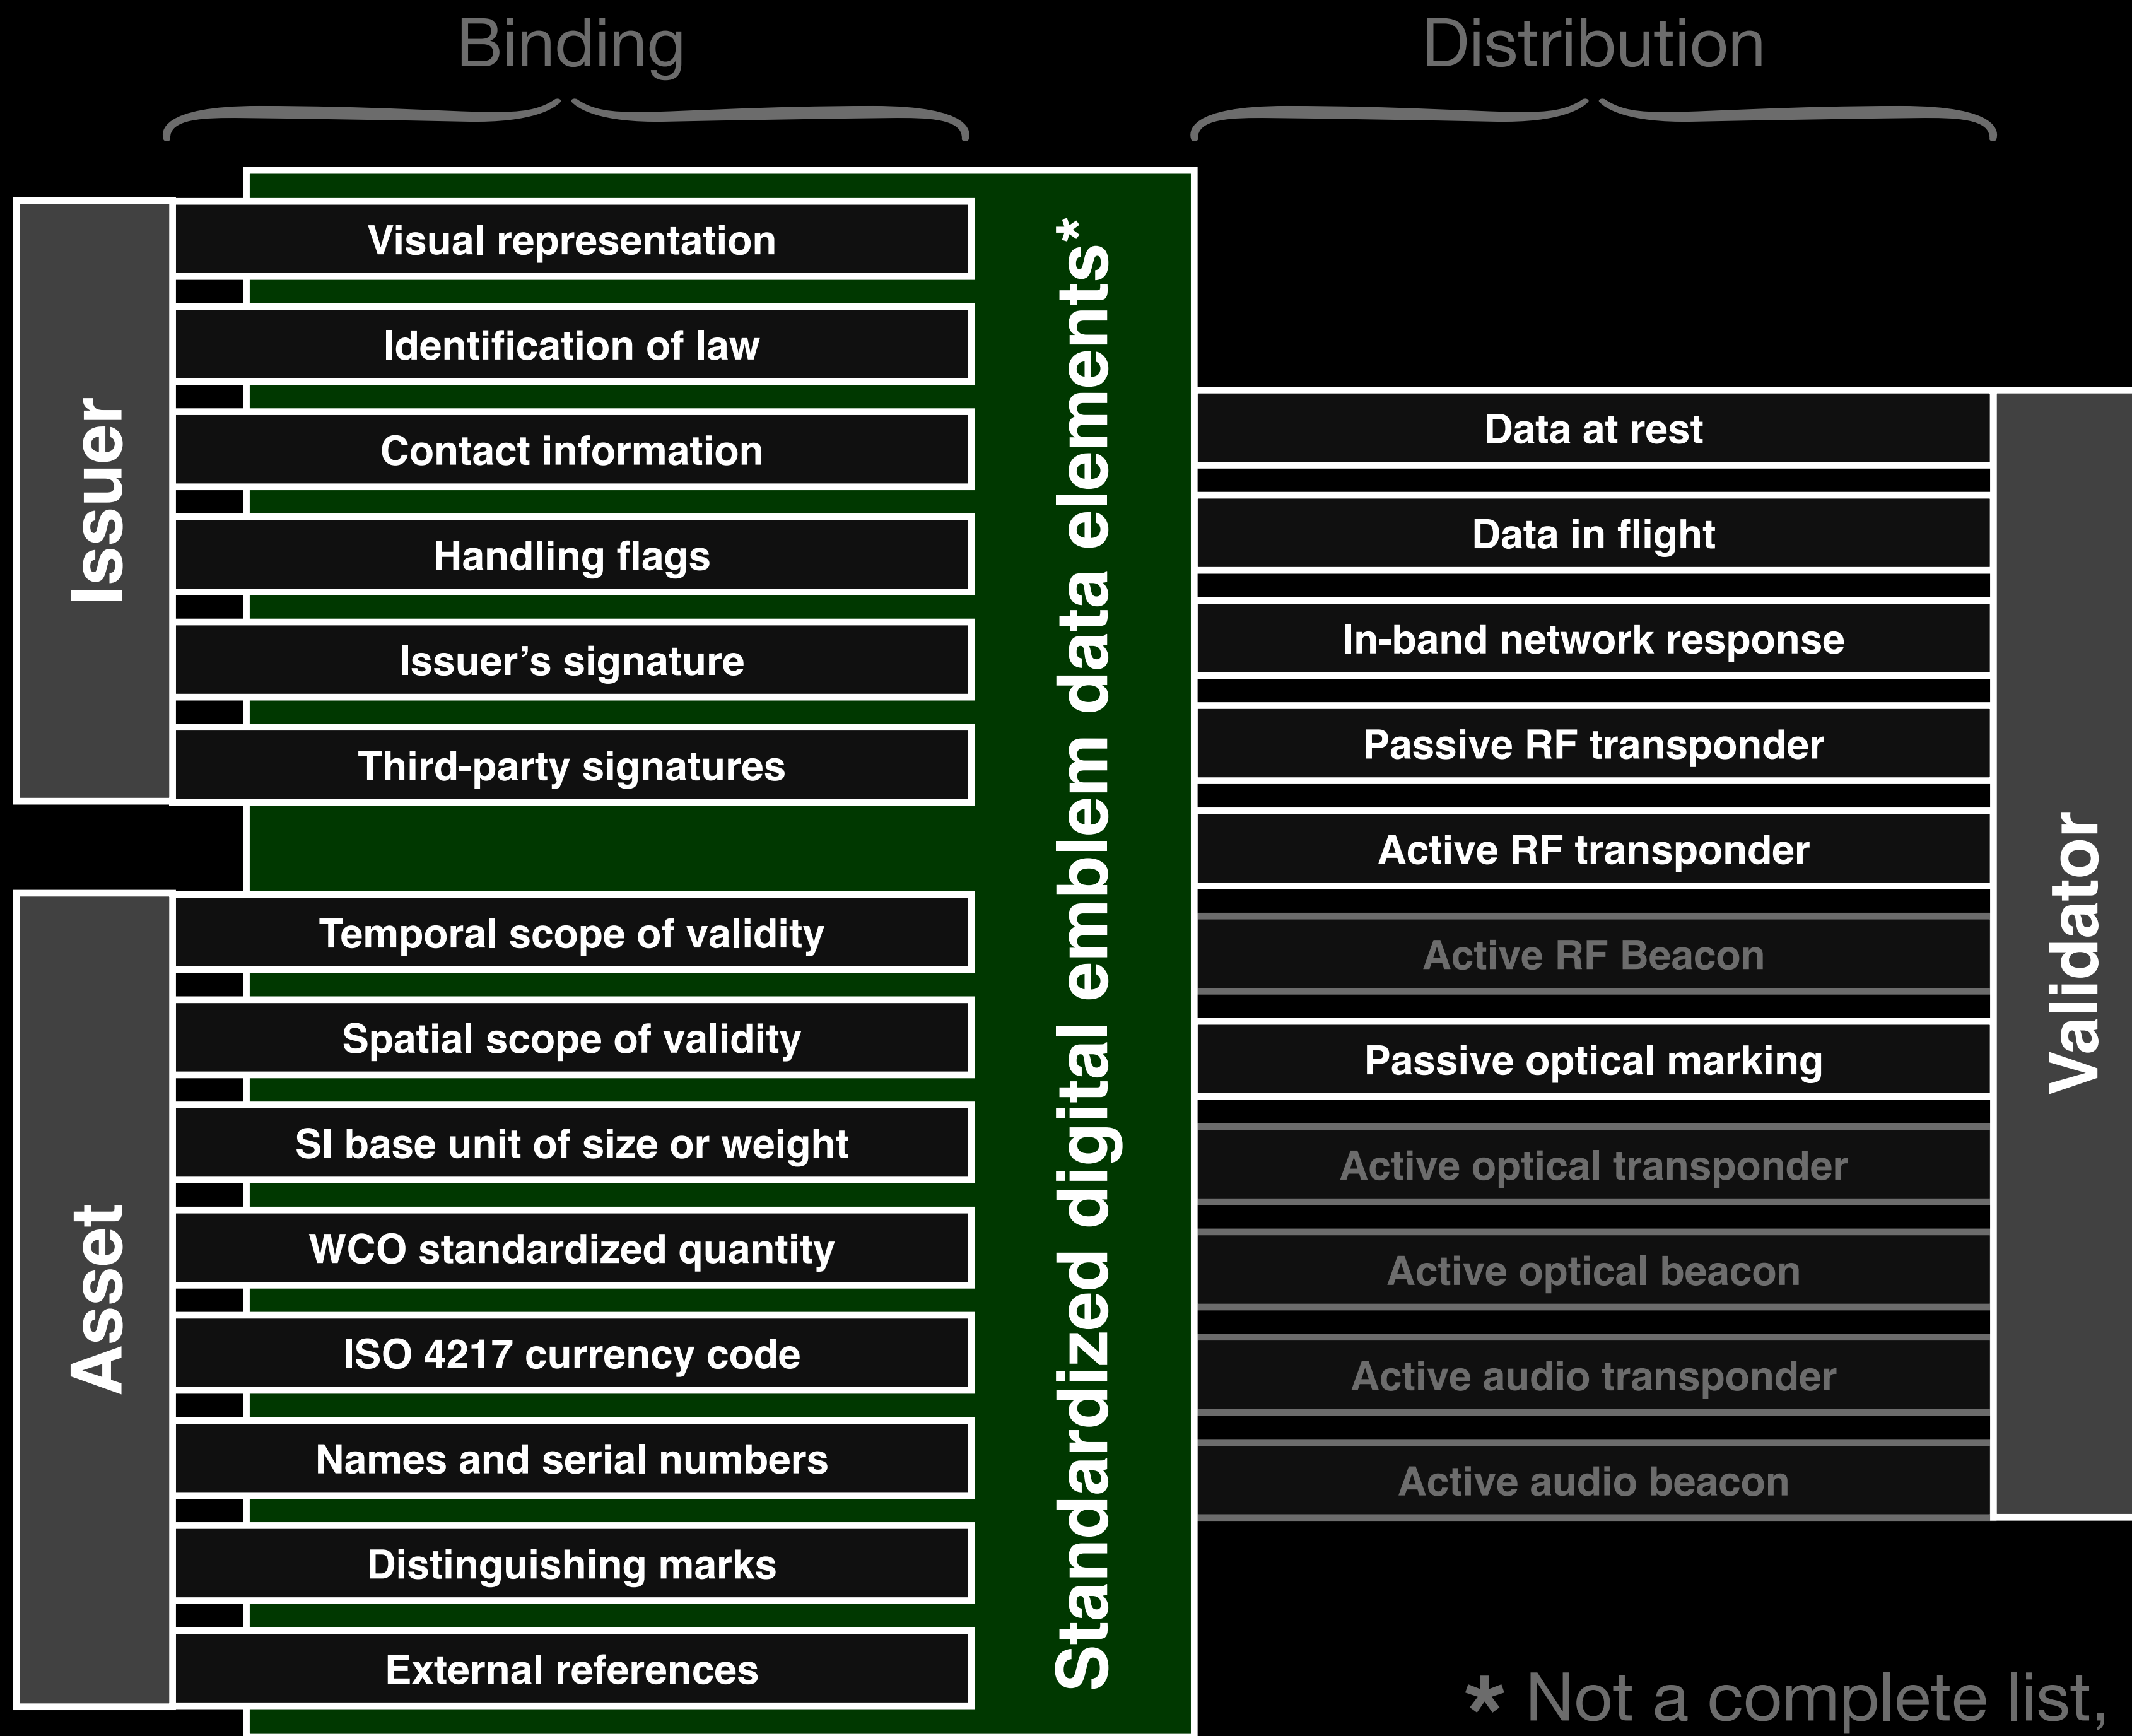 Binding
Distribution
Issuer
Visual representation
Identification of law
Contact information
Handling flags
Issuer’s signature
Third-party signatures
Asset
Temporal scope of validity
Spatial scope of validity
SI base unit of size or weight
WCO standardized quantity
ISO 4217 currency code
Names and serial numbers
Distinguishing marks
External references
Standardized digital emblem data elements*
Data at rest
Data in flight
In-band network response
Passive RF transponder
Active RF transponder
Active RF Beacon
Passive optical marking
Active optical transponder
Active optical beacon
Active audio transponder
Active audio beacon
Validator
* Not a complete list,